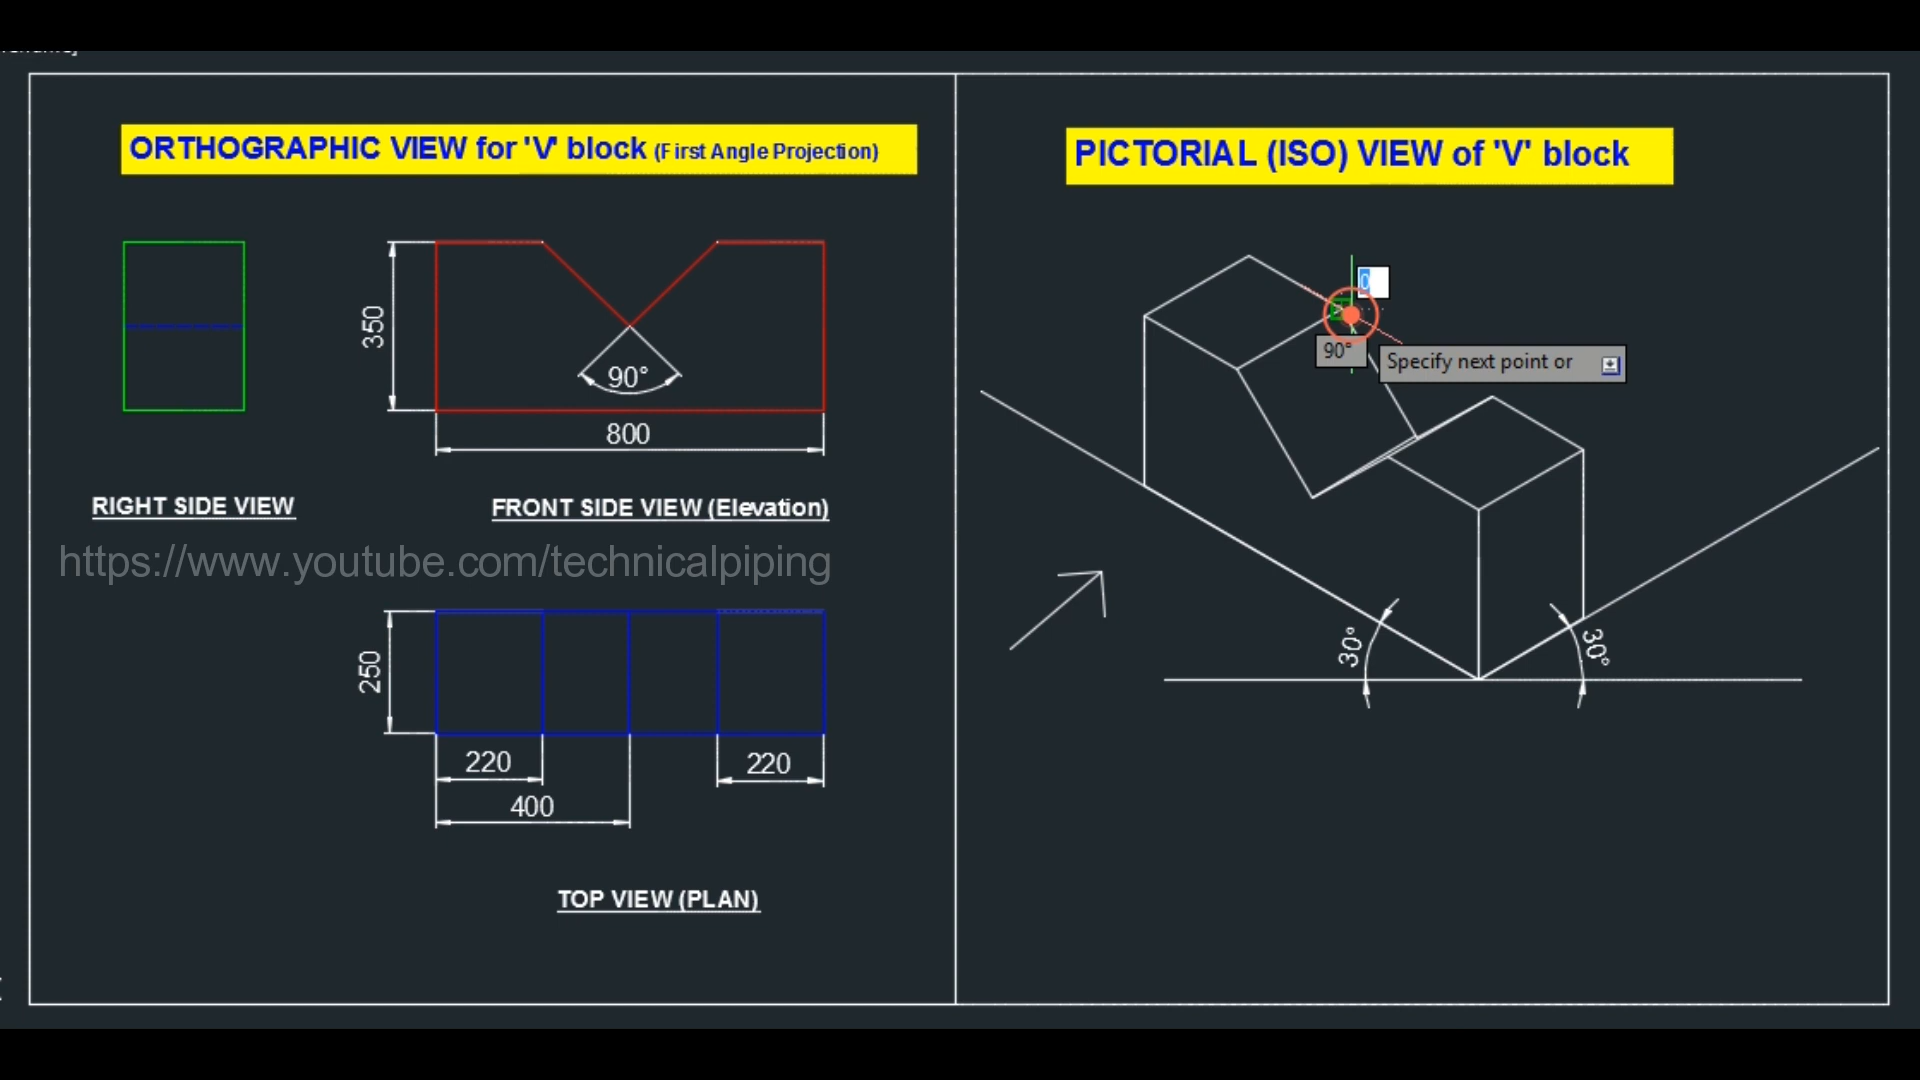 ORTHOGRAPHIC VIEW for 'V' block (First Angle Projection)
PICTORIAL (ISO) VIEW of 'V' block
350
90°
800
RIGHT SIDE VIEW
FRONT SIDE VIEW (Elevation)
https://www.youtube.com/technicalpiping
250
220
220
400
TOP VIEW (PLAN)
0
90°
Specify next point or
30°
30°